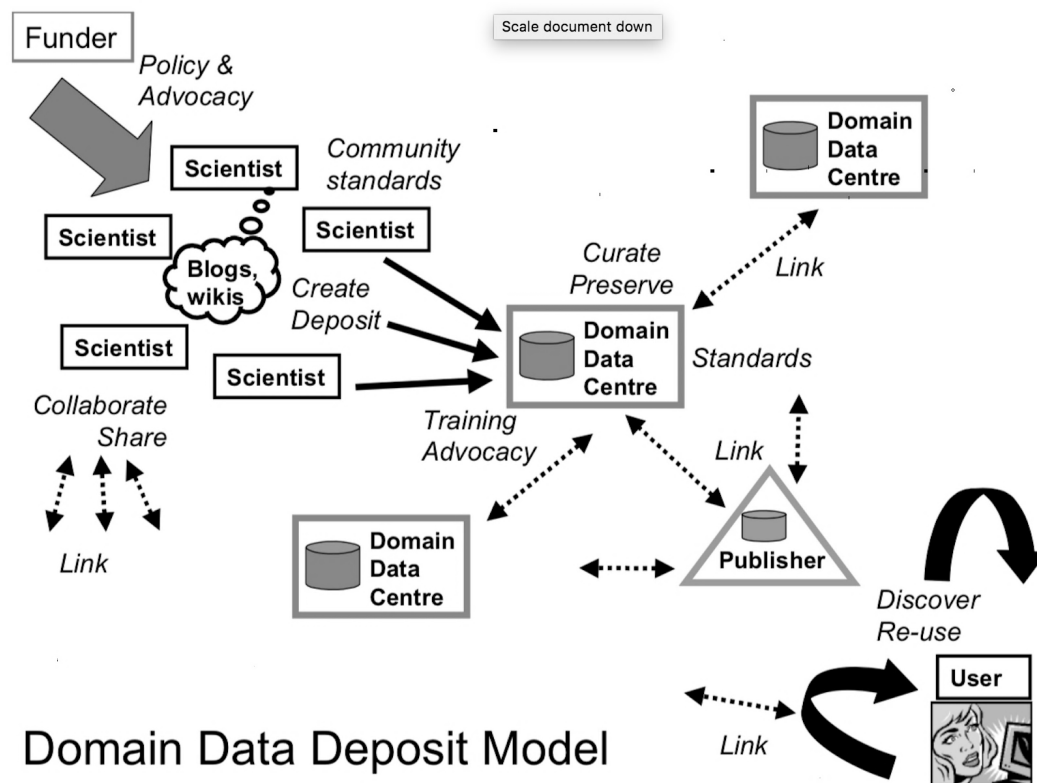 Scale document down
Funder
Policy &
Advocacy
Scientist
Community
standards
Scientist
Scientist
Blogs,
wikis
Create
Deposit
Scientist
Scientist
Collaborate
Share
Link
Curate
Preserve
Domain
Data
Centre
Domain
Data
Centre
Link
Standards
Training
Advocacy
Link
Domain
Data
Centre
Publisher
Discover
Re-use
User
Link
Domain Data Deposit Model